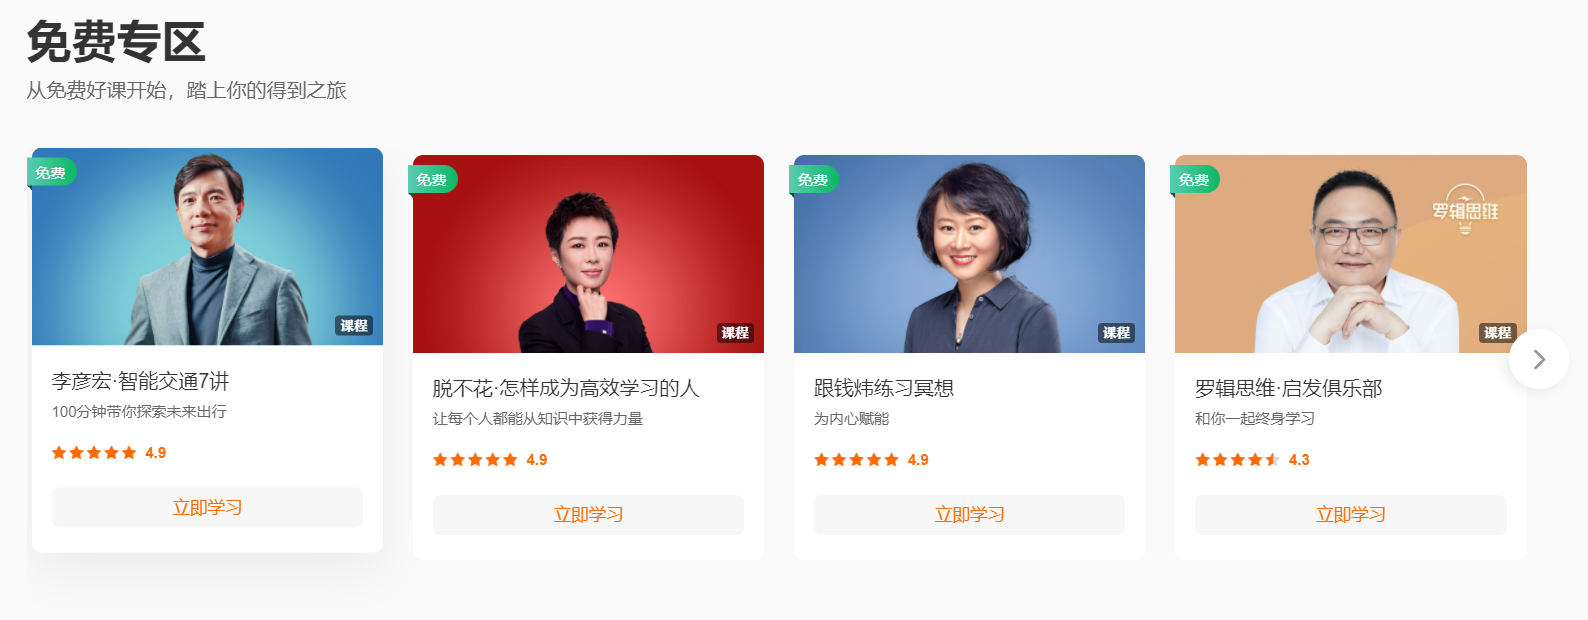 免费专区
从免费好课开始，踏上你的得到之旅
免费
课程
李彦宏·智能交通7讲
100分钟带你探索未来出行
4.9
立即学习
免费
课程
脱不花·怎样成为高效学习的人
让每个人都能从知识中获得力量
4.9
立即学习
免费
课程
跟钱炜练习冥想
为内心赋能
4.9
立即学习
免费
罗辑思维
课程
罗辑思维·启发俱乐部
和你一起终身学习
4.3
立即学习